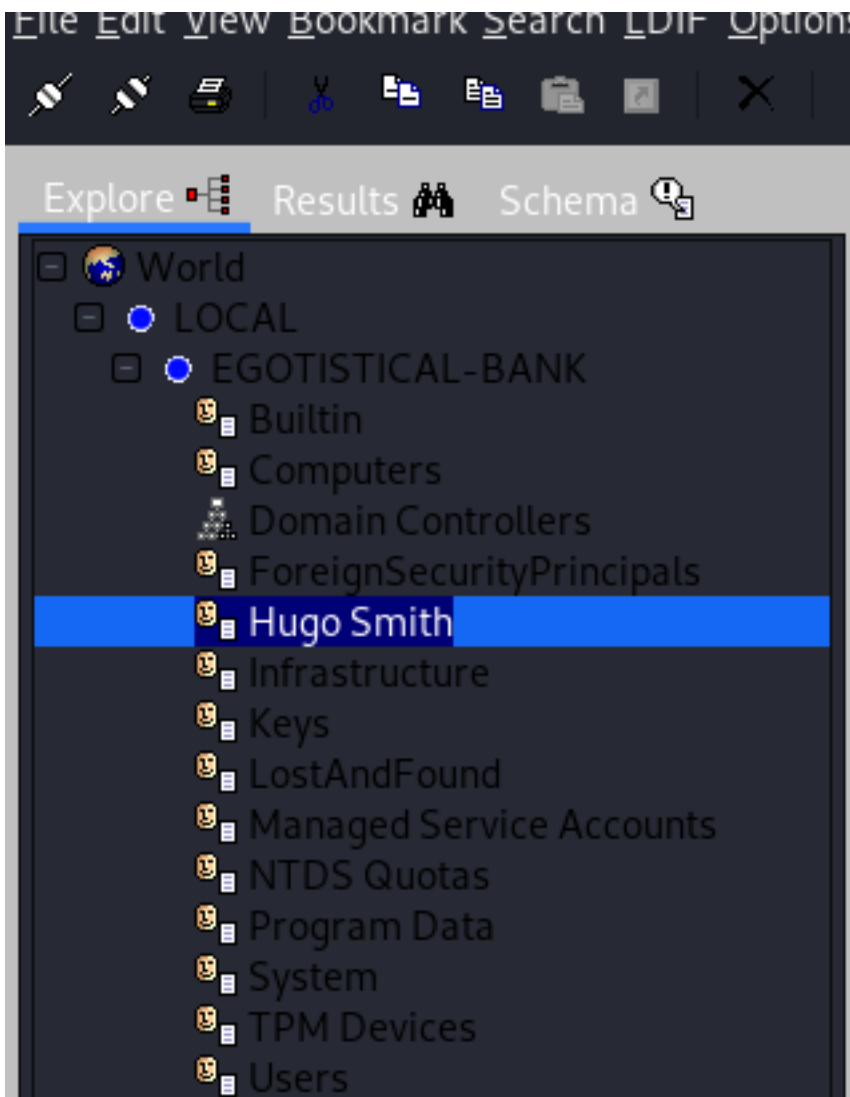 File Edit View Bookmark Search LDIF Options
Explore Results Schema
World
LOCAL
EGOTISTICAL-BANK
Builtin
Computers
Domain Controllers
ForeignSecurityPrincipals
Hugo Smith
Infrastructure
Keys
LostAndFound
Managed Service Accounts
NTDS Quotas
Program Data
System
TPM Devices
Users